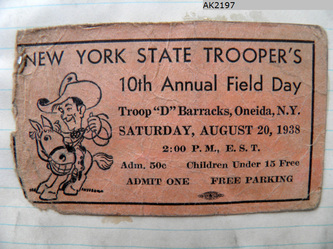 AK2197
NEW YORK STATE TROOPER'S
10th Annual Field Day
Troop "D" Barracks, Oneida, N.Y.
SATURDAY, AUGUST 20, 1938
2:00 P. M., E. S. T.
Adm. 50c Children Under 15 Free
ADMIT ONE FREE PARKING